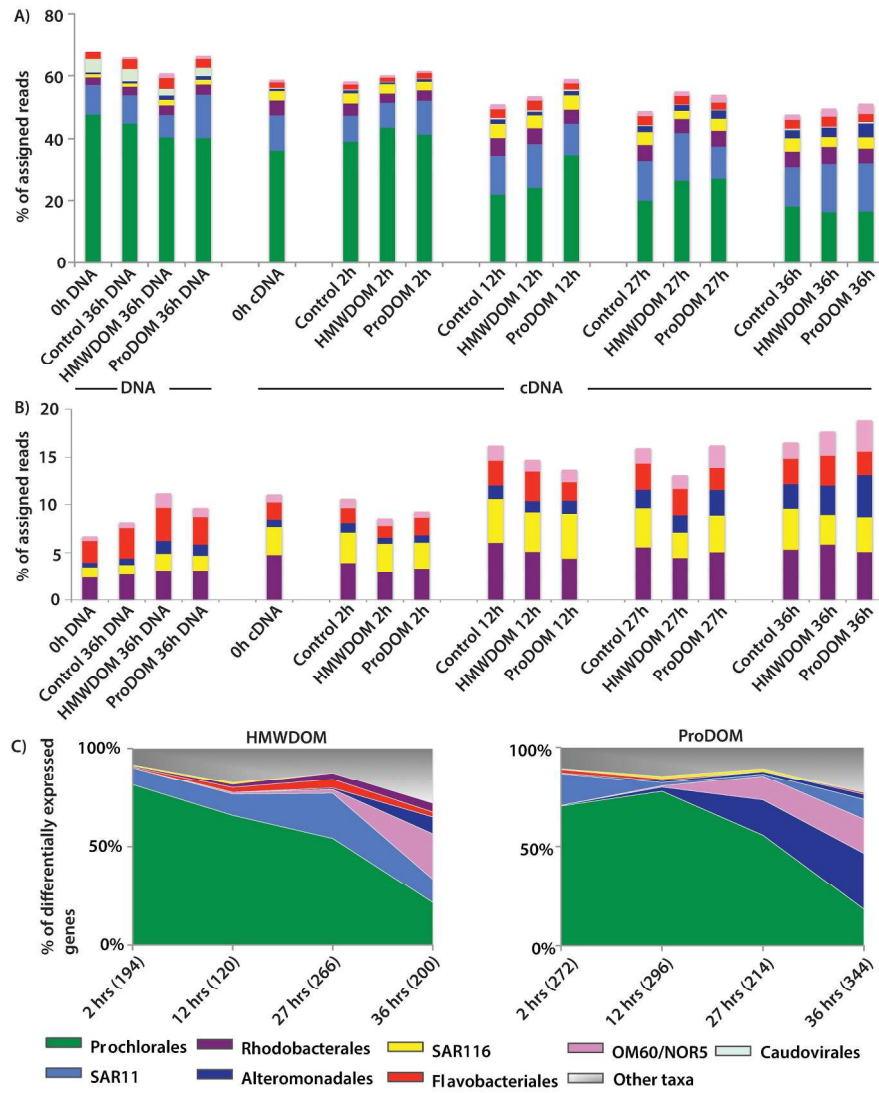 A)
% of assigned reads
80
60
40
20
0
0h DNA
Control 36h DNA
HMWDOM 36h DNA
ProDOM 36h DNA
0h cDNA
Control 2h
HMWDOM 2h
ProDOM 2h
Control 12h
HMWDOM 12h
ProDOM 12h
Control 27h
HMWDOM 27h
ProDOM 27h
Control 36h
HMWDOM 36h
ProDOM 36h
DNA
cDNA
B)
% of assigned reads
20
15
10
5
0
0h DNA
Control 36h DNA
HMWDOM 36h DNA
ProDOM 36h DNA
0h cDNA
Control 2h
HMWDOM 2h
ProDOM 2h
Control 12h
HMWDOM 12h
ProDOM 12h
Control 27h
HMWDOM 27h
ProDOM 27h
Control 36h
HMWDOM 36h
ProDOM 36h
C)
% of differentially expressed
genes
HMWDOM
100%
50%
0%
2 hrs (194)
12 hrs (120)
27 hrs (266)
36 hrs (200)
ProDOM
100%
50%
0%
2 hrs (272)
12 hrs (296)
27 hrs (214)
36 hrs (344)
Prochlorales
Rhodobacterales
SAR116
OM60/NOR5
Caudovirales
SAR11
Alteromonadales
Flavobacteriales
Other taxa